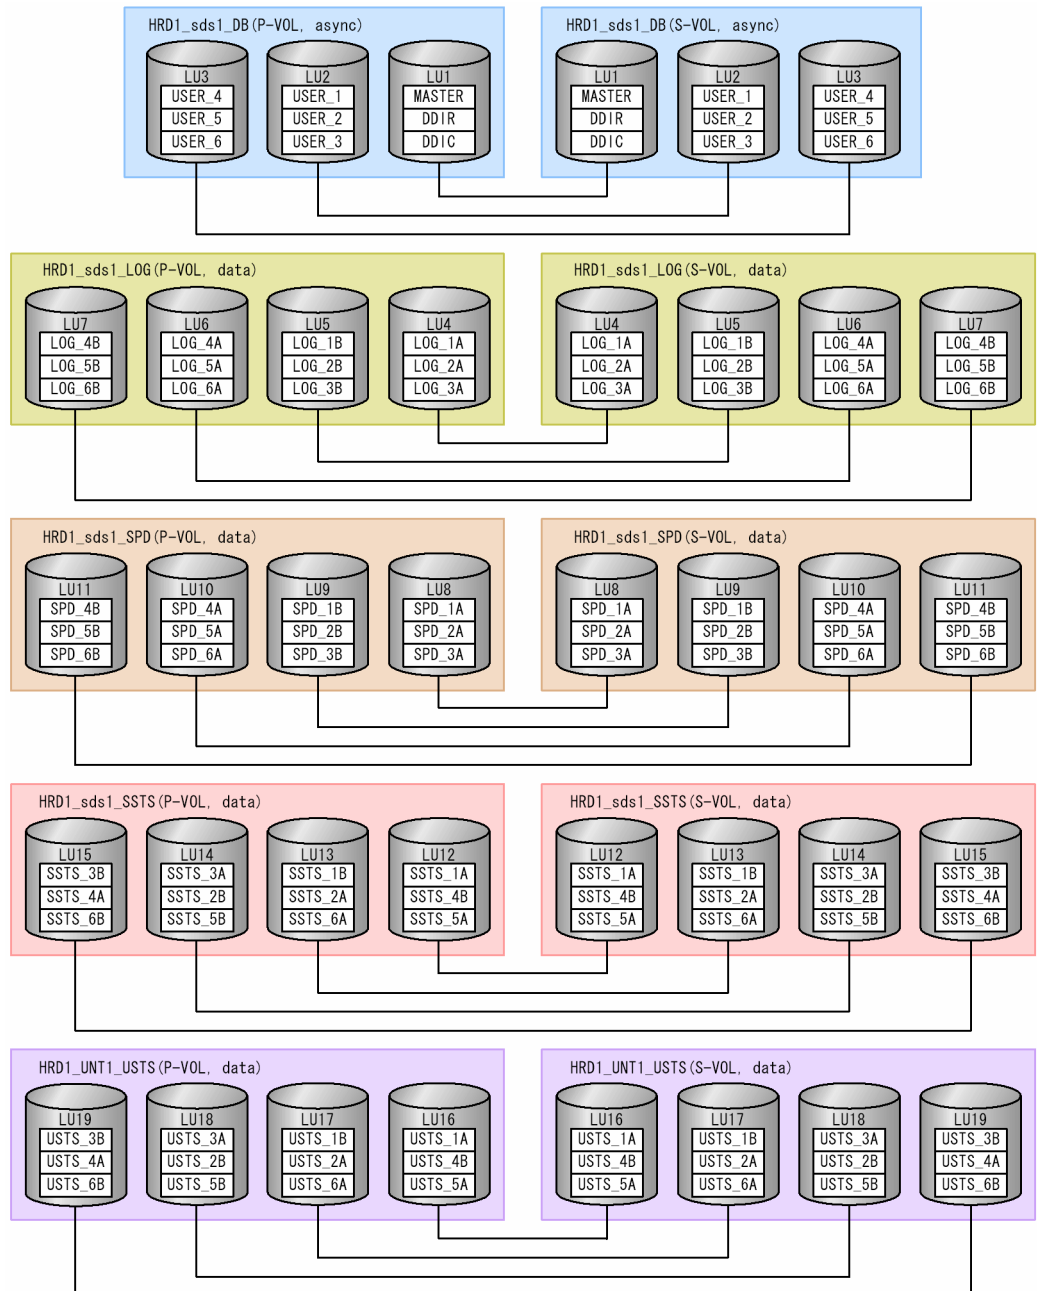 HRD1_sds1_DB(P-VOL, async)
LU3
USER_4
USER_5
USER_6
LU2
USER_1
USER_2
USER_3
LU1
MASTER
DDIR
DDIC
HRD1_sds1_DB(S-VOL, async)
LU1
MASTER
DDIR
DDIC
LU2
USER_1
USER_2
USER_3
LU3
USER_4
USER_5
USER_6
HRD1_sds1_LOG(P-VOL, data)
LU7
LOG_4B
LOG_5B
LOG_6B
LU6
LOG_4A
LOG_5A
LOG_6A
LU5
LOG_1B
LOG_2B
LOG_3B
LU4
LOG_1A
LOG_2A
LOG_3A
HRD1_sds1_LOG(S-VOL, data)
LU4
LOG_1A
LOG_2A
LOG_3A
LU5
LOG_1B
LOG_2B
LOG_3B
LU6
LOG_4A
LOG_5A
LOG_6A
LU7
LOG_4B
LOG_5B
LOG_6B
HRD1_sds1_SPD(P-VOL, data)
LU11
SPD_4B
SPD_5B
SPD_6B
LU10
SPD_4A
SPD_5A
SPD_6A
LU9
SPD_1B
SPD_2B
SPD_3B
LU8
SPD_1A
SPD_2A
SPD_3A
HRD1_sds1_SPD(S-VOL, data)
LU8
SPD_1A
SPD_2A
SPD_3A
LU9
SPD_1B
SPD_2B
SPD_3B
LU10
SPD_4A
SPD_5A
SPD_6A
LU11
SPD_4B
SPD_5B
SPD_6B
HRD1_sds1_SSTS(P-VOL, data)
LU15
SSTS_3B
SSTS_4A
SSTS_6B
LU14
SSTS_3A
SSTS_2B
SSTS_5B
LU13
SSTS_1B
SSTS_2A
SSTS_6A
LU12
SSTS_1A
SSTS_4B
SSTS_5A
HRD1_sds1_SSTS(S-VOL, data)
LU12
SSTS_1A
SSTS_4B
SSTS_5A
LU13
SSTS_1B
SSTS_2A
SSTS_6A
LU14
SSTS_3A
SSTS_2B
SSTS_5B
LU15
SSTS_3B
SSTS_4A
SSTS_6B
HRD1_UNT1_USTS(P-VOL, data)
LU19
USTS_3B
USTS_4A
USTS_6B
LU18
USTS_3A
USTS_2B
USTS_5B
LU17
USTS_1B
USTS_2A
USTS_6A
LU16
USTS_1A
USTS_4B
USTS_5A
HRD1_UNT1_USTS(S-VOL, data)
LU16
USTS_1A
USTS_4B
USTS_5A
LU17
USTS_1B
USTS_2A
USTS_6A
LU18
USTS_3A
USTS_2B
USTS_5B
LU19
USTS_3B
USTS_4A
USTS_6B